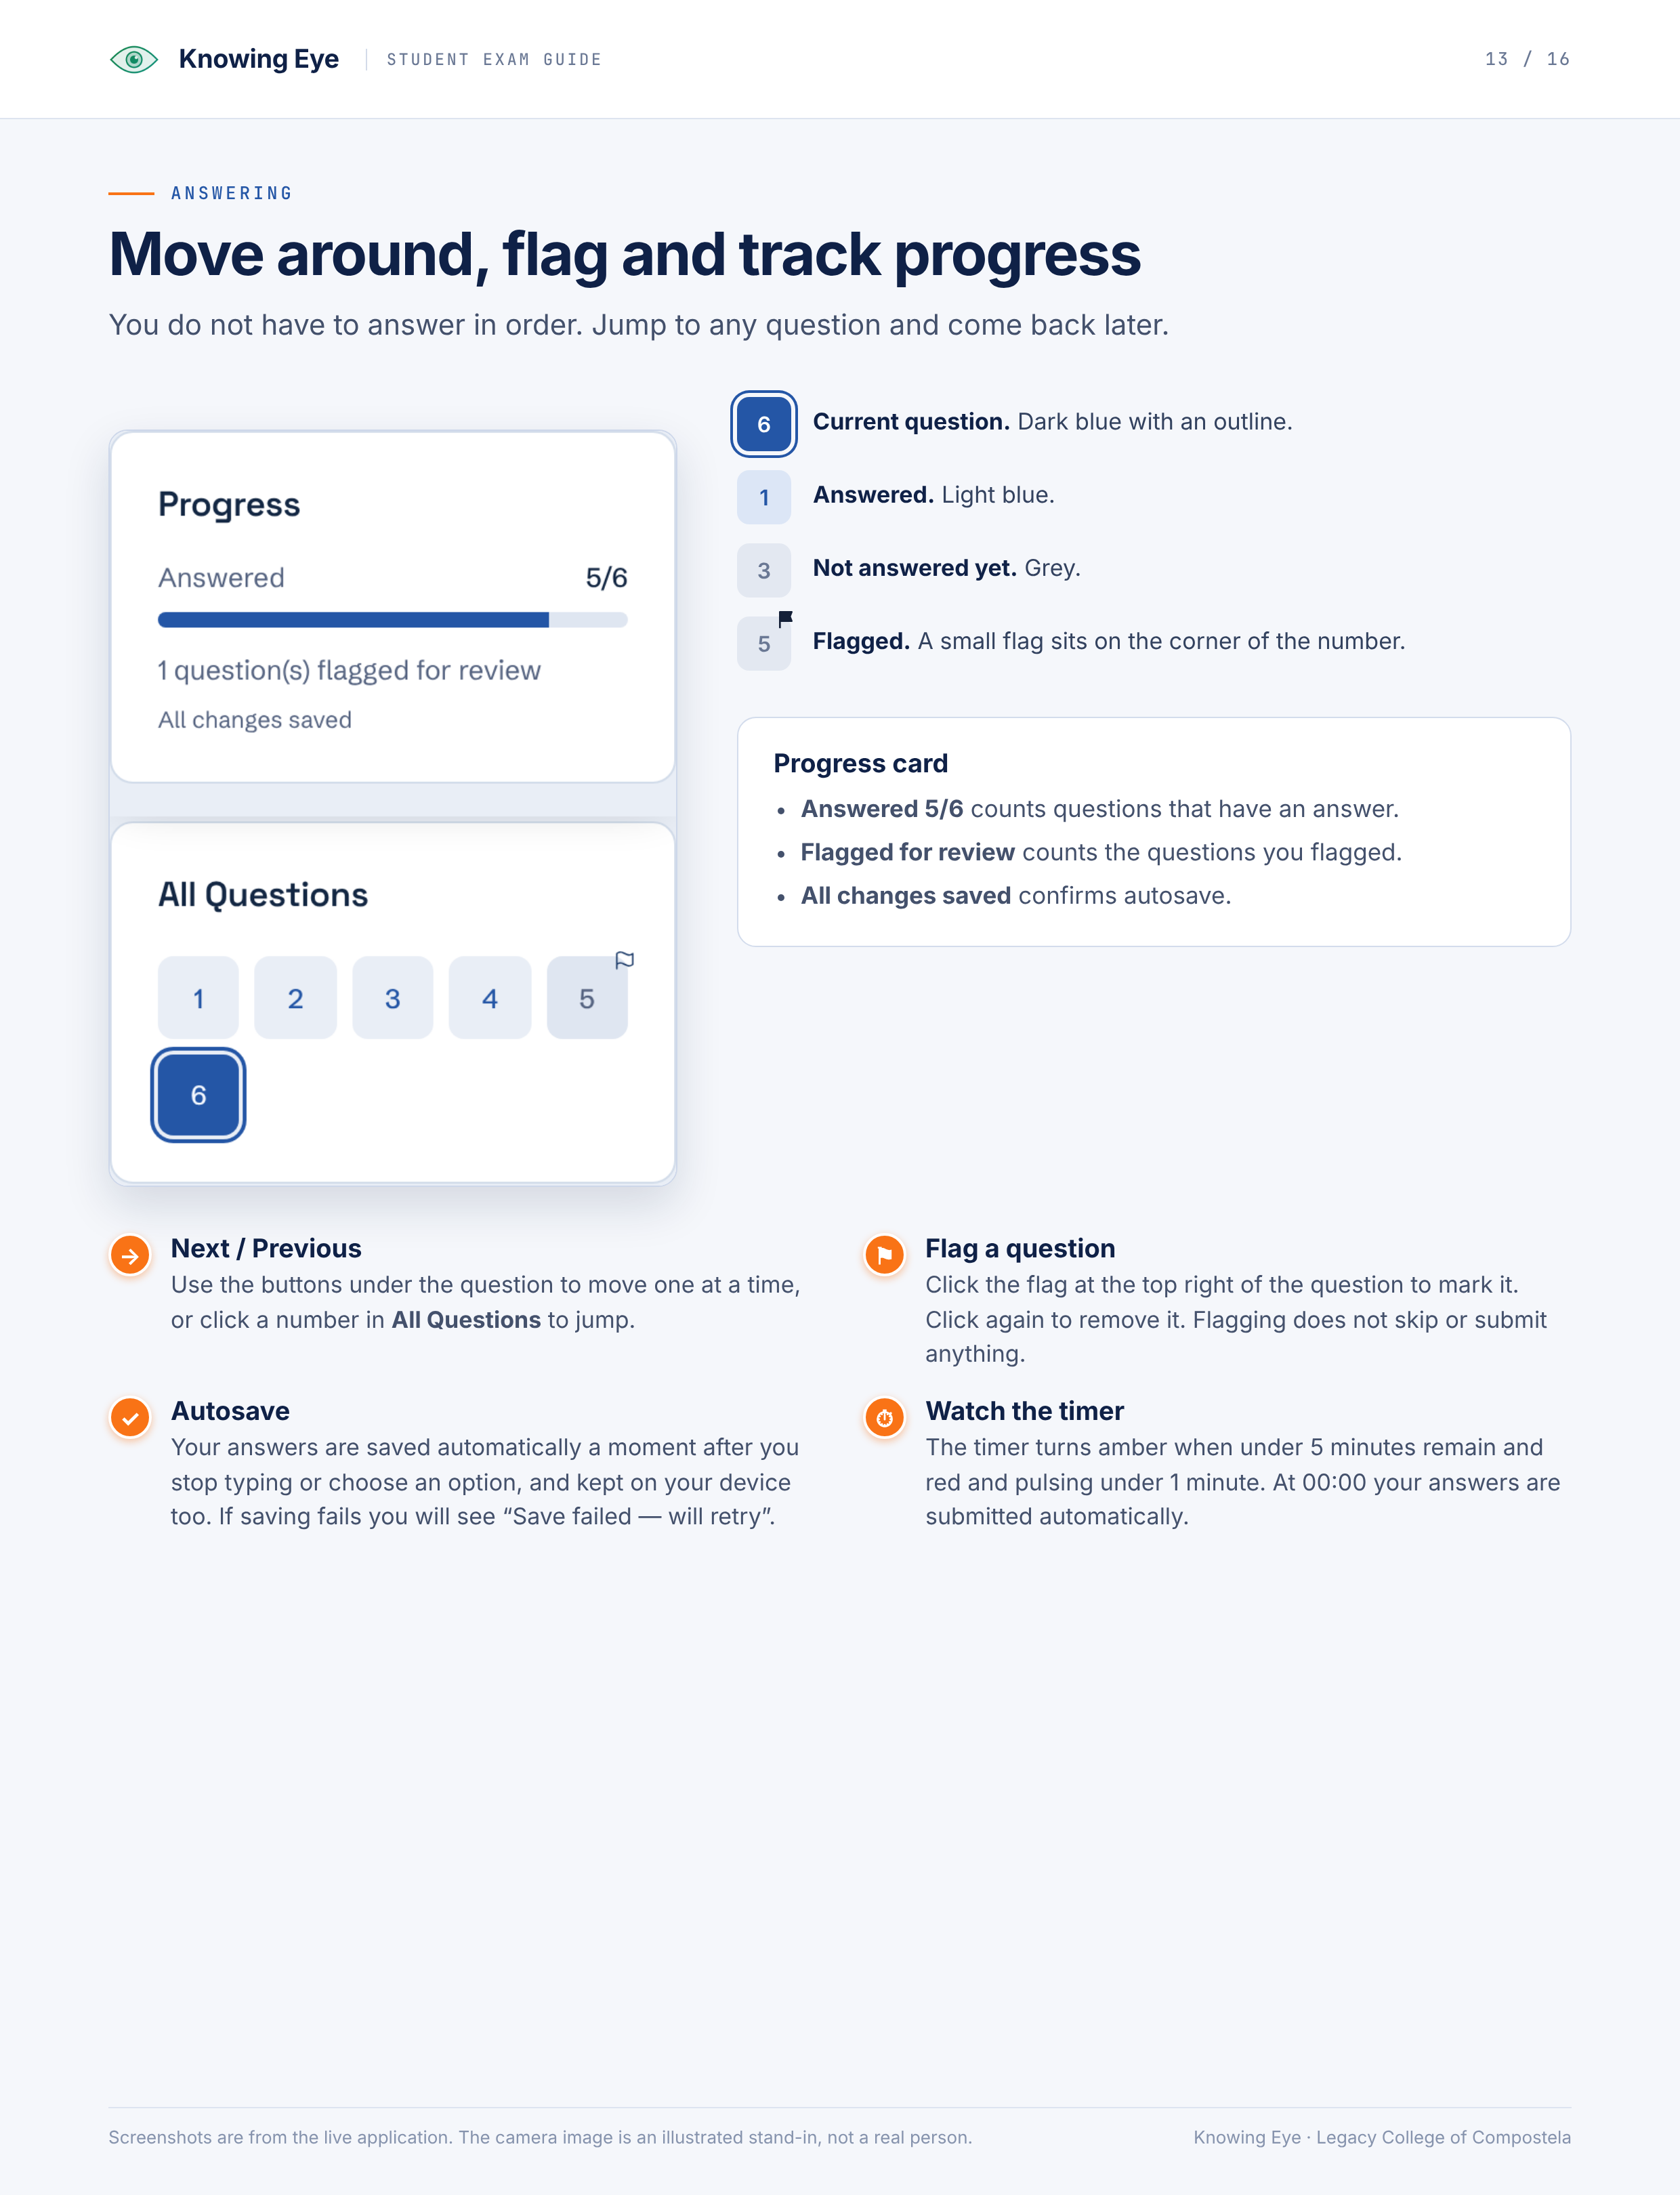 Knowing Eye
STUDENT EXAM GUIDE
13 / 16
ANSWERING
Move around, flag and track progress
You do not have to answer in order. Jump to any question and come back later.
Progress
Answered 5/6
1 question(s) flagged for review
All changes saved
All Questions
1 2 3 4 5
6
6 Current question. Dark blue with an outline.
1 Answered. Light blue.
3 Not answered yet. Grey.
5 Flagged. A small flag sits on the corner of the number.
Progress card
• Answered 5/6 counts questions that have an answer.
• Flagged for review counts the questions you flagged.
• All changes saved confirms autosave.
Next / Previous
Use the buttons under the question to move one at a time,
or click a number in All Questions to jump.
Flag a question
Click the flag at the top right of the question to mark it.
Click again to remove it. Flagging does not skip or submit
anything.
Autosave
Your answers are saved automatically a moment after you
stop typing or choose an option, and kept on your device
too. If saving fails you will see “Save failed — will retry”.
Watch the timer
The timer turns amber when under 5 minutes remain and
red and pulsing under 1 minute. At 00:00 your answers are
submitted automatically.
Screenshots are from the live application. The camera image is an illustrated stand-in, not a real person.
Knowing Eye · Legacy College of Compostela